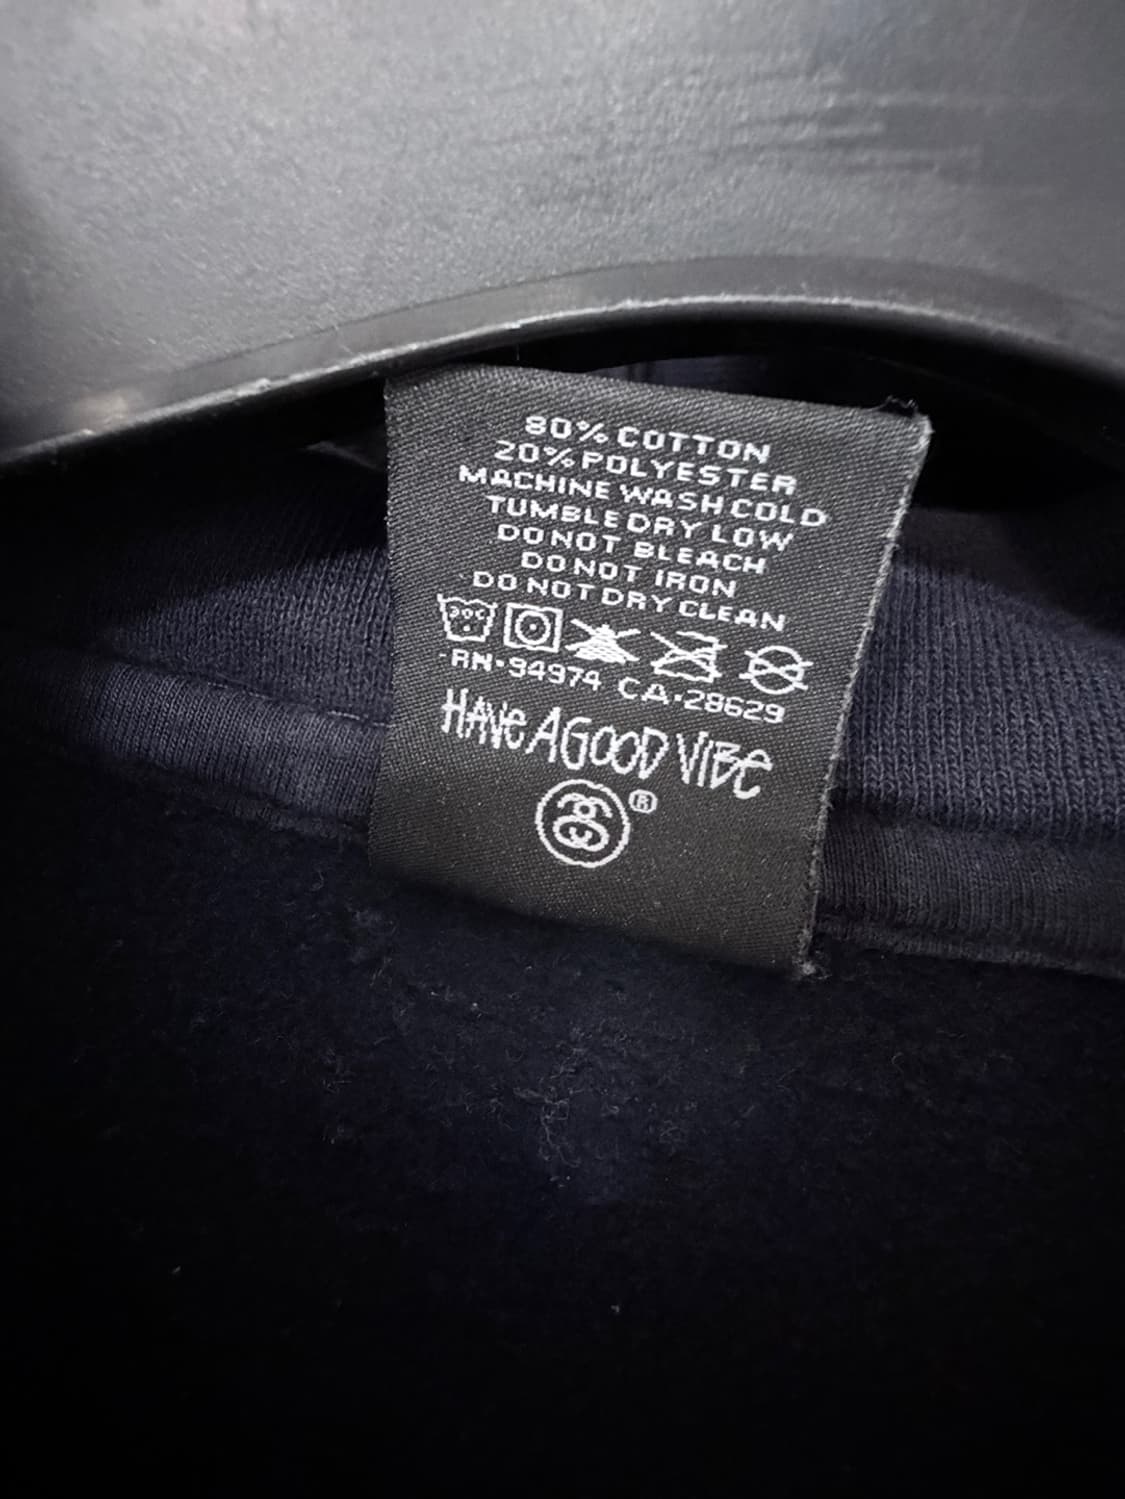 80% COTTON
20% POLYESTER
MACHINE WASH COLD
TUMBLE DRY LOW
DO NOT BLEACH
DO NOT IRON
DO NOT DRY CLEAN
30C
RN·94974 CA·28629
HAVE A GOOD VIBE
®